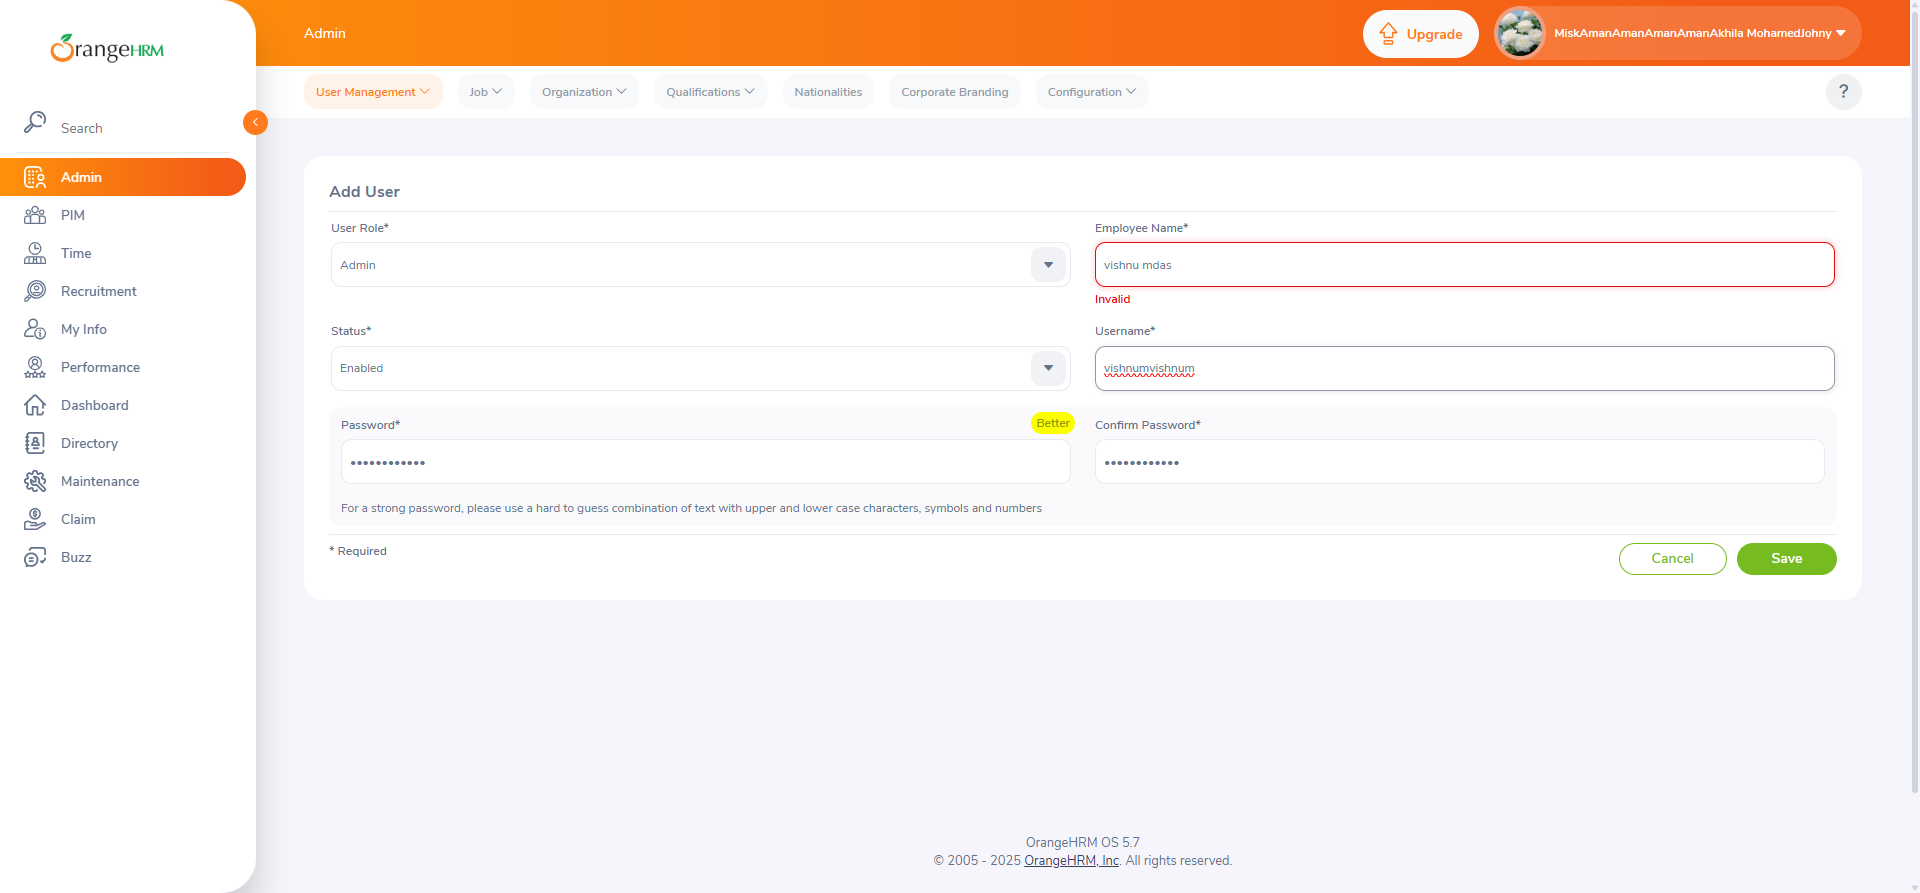 OrangeHRM
Search
Admin
PIM
Time
Recruitment
My Info
Performance
Dashboard
Directory
Maintenance
Claim
Buzz
Admin
Upgrade
MiskAmanAmanAmanAmanAkhila MohamedJohny
User Management
Job
Organization
Qualifications
Nationalities
Corporate Branding
Configuration
?
Add User
User Role*
Admin
Employee Name*
vishnu mdas
Invalid
Status*
Enabled
Username*
vishnumvishnum
Password*
Better
••••••••••••
Confirm Password*
••••••••••••
For a strong password, please use a hard to guess combination of text with upper and lower case characters, symbols and numbers
* Required
Cancel
Save
OrangeHRM OS 5.7
© 2005 - 2025 OrangeHRM, Inc. All rights reserved.